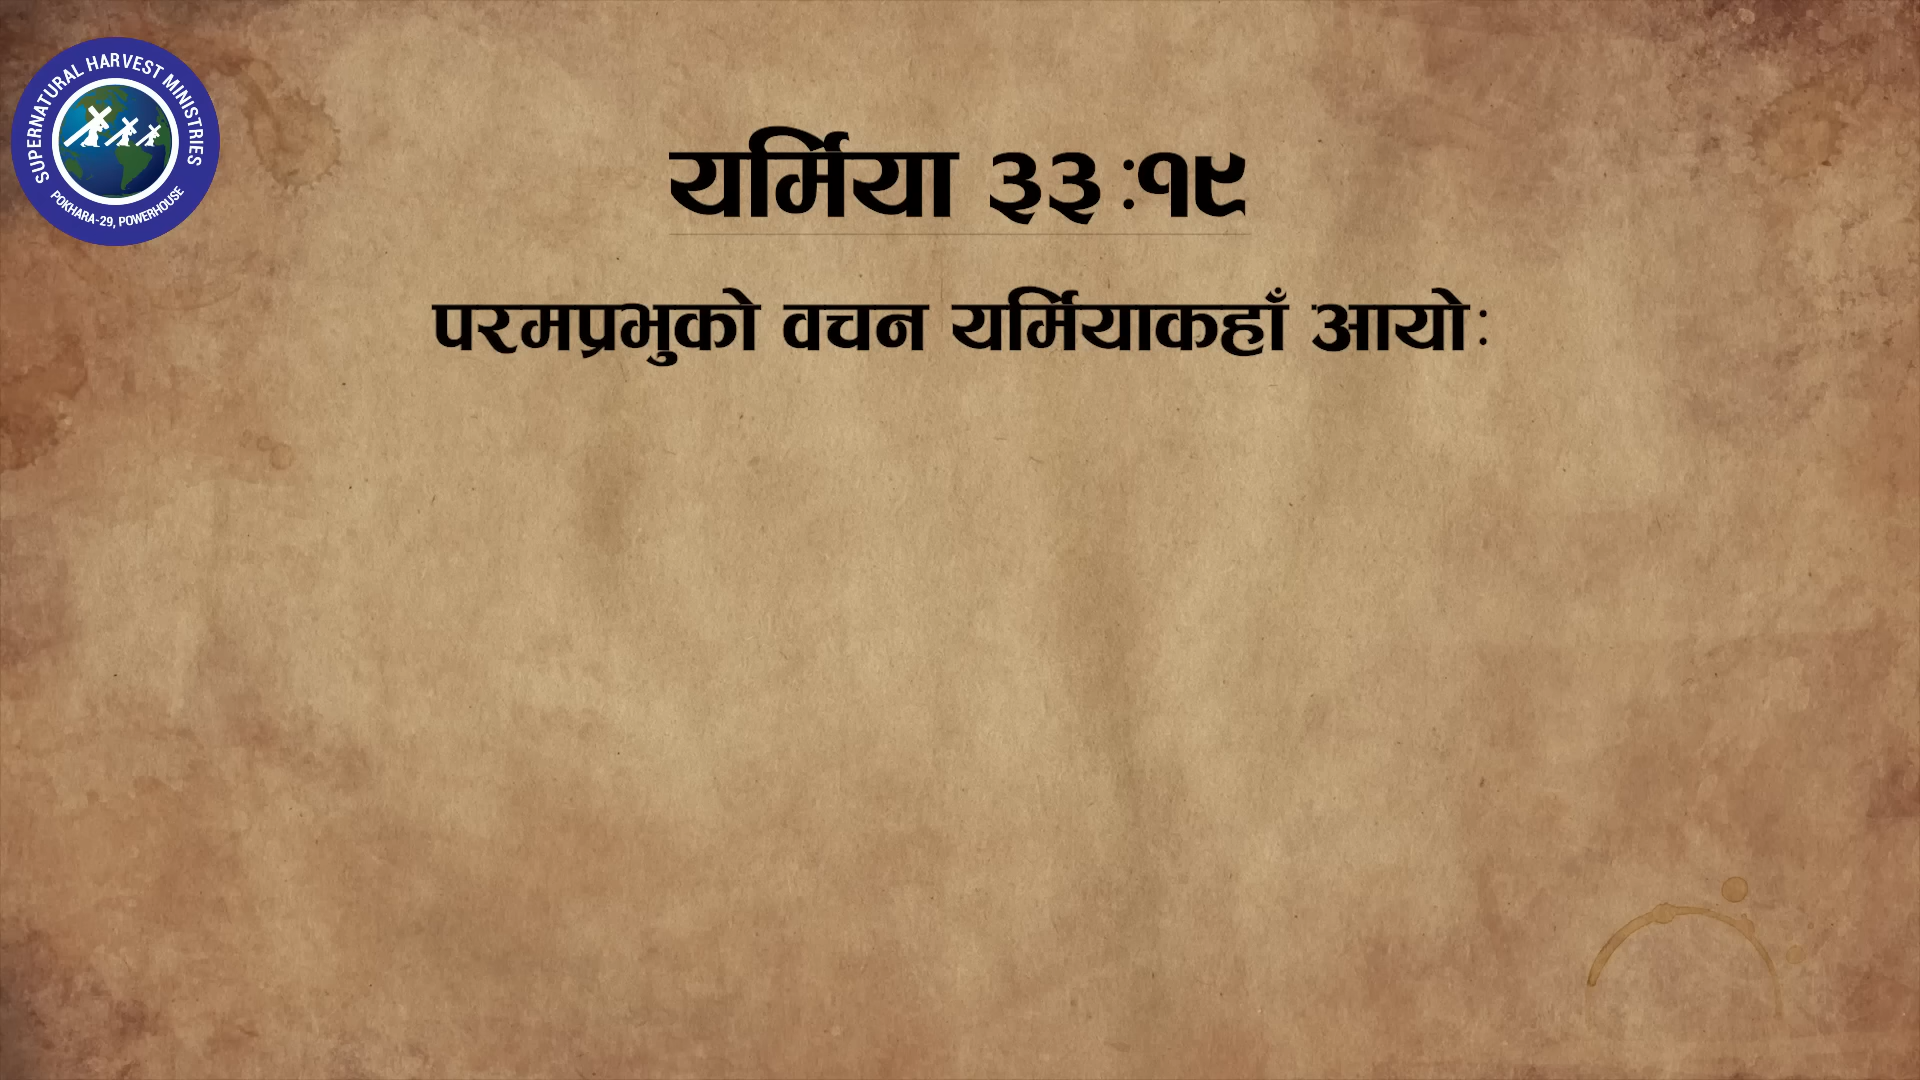 SUPERNATURAL HARVEST MINISTRIES
POKHARA-29, POWERHOUSE
यर्मिया ३३ :१९
परमप्रभुको वचन यर्मियाकहाँ आयो: